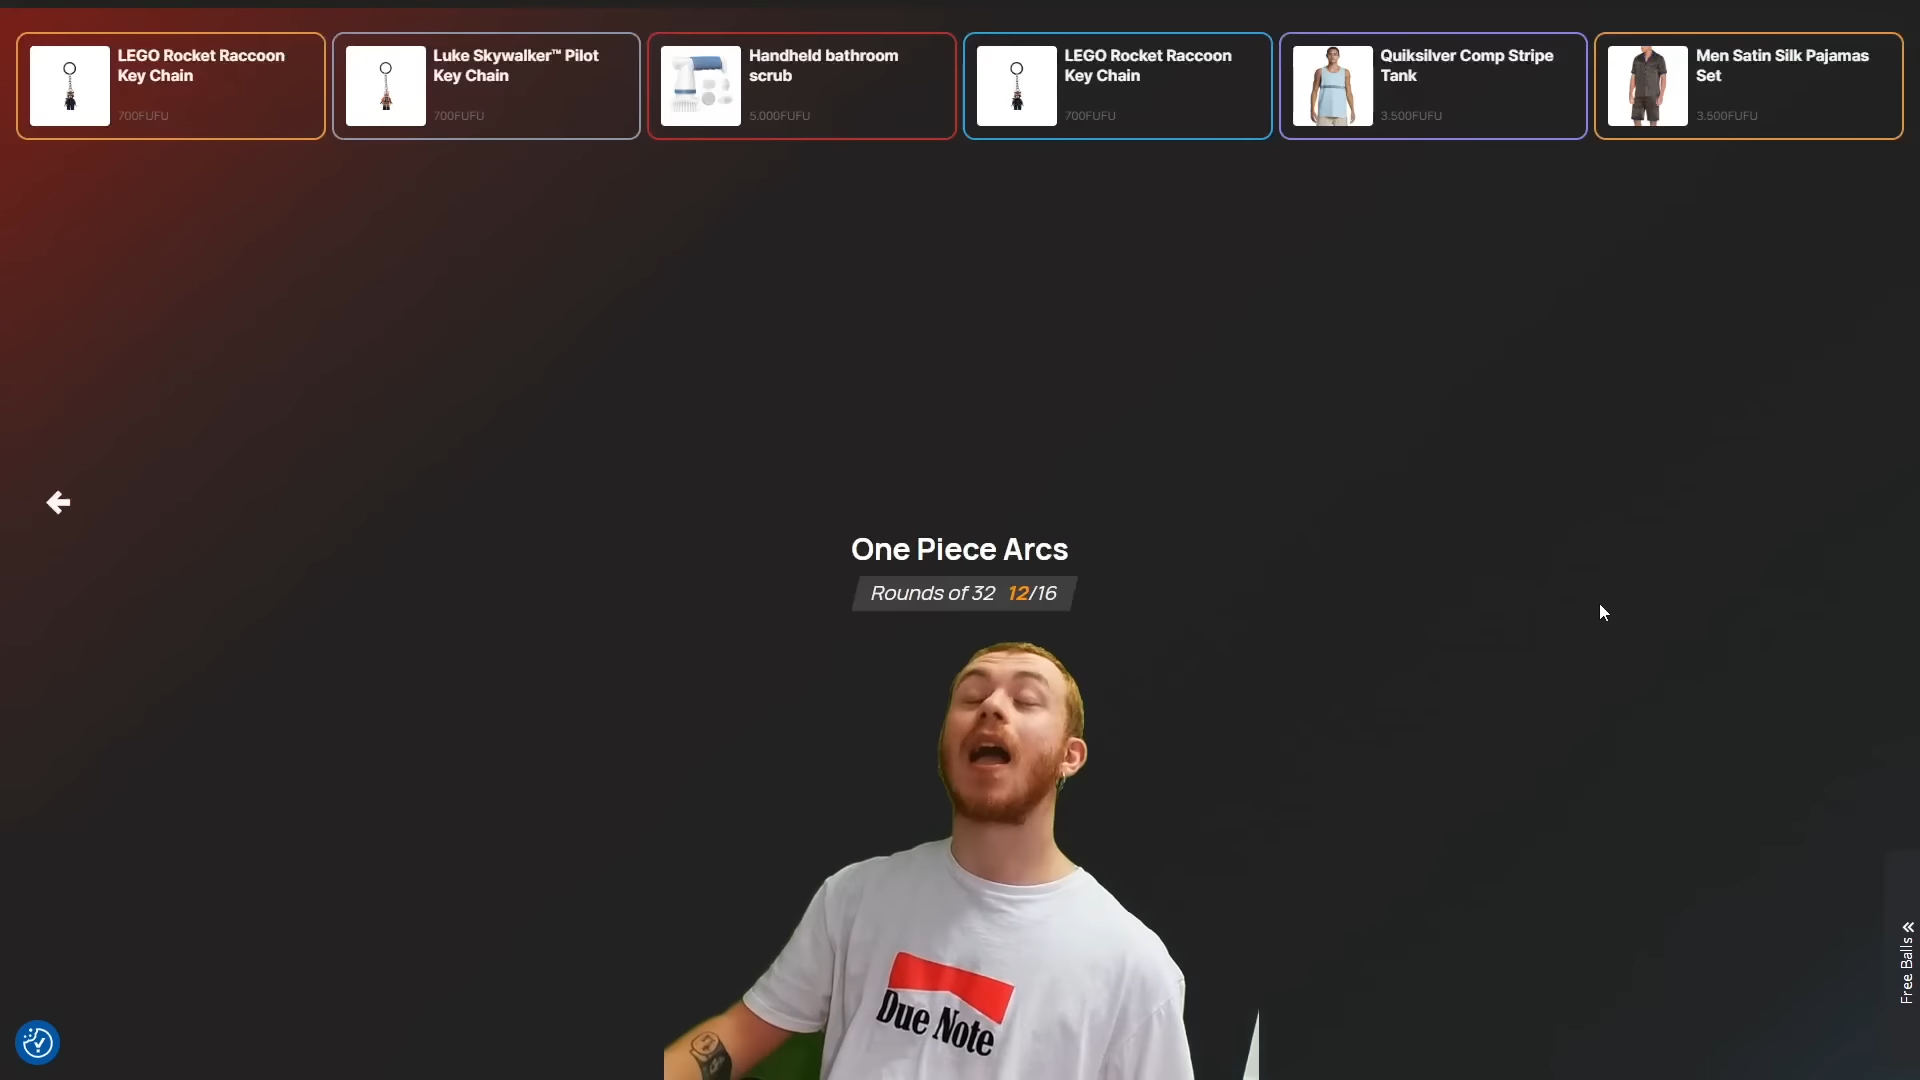 LEGO Rocket Raccoon
Key Chain
700FUFU
Luke Skywalker™ Pilot
Key Chain
700FUFU
Handheld bathroom
scrub
5.000FUFU
LEGO Rocket Raccoon
Key Chain
700FUFU
Quiksilver Comp Stripe
Tank
3.500FUFU
Men Satin Silk Pajamas
Set
3.500FUFU
One Piece Arcs
Rounds of 32 12/16
Due Note
Free Balls